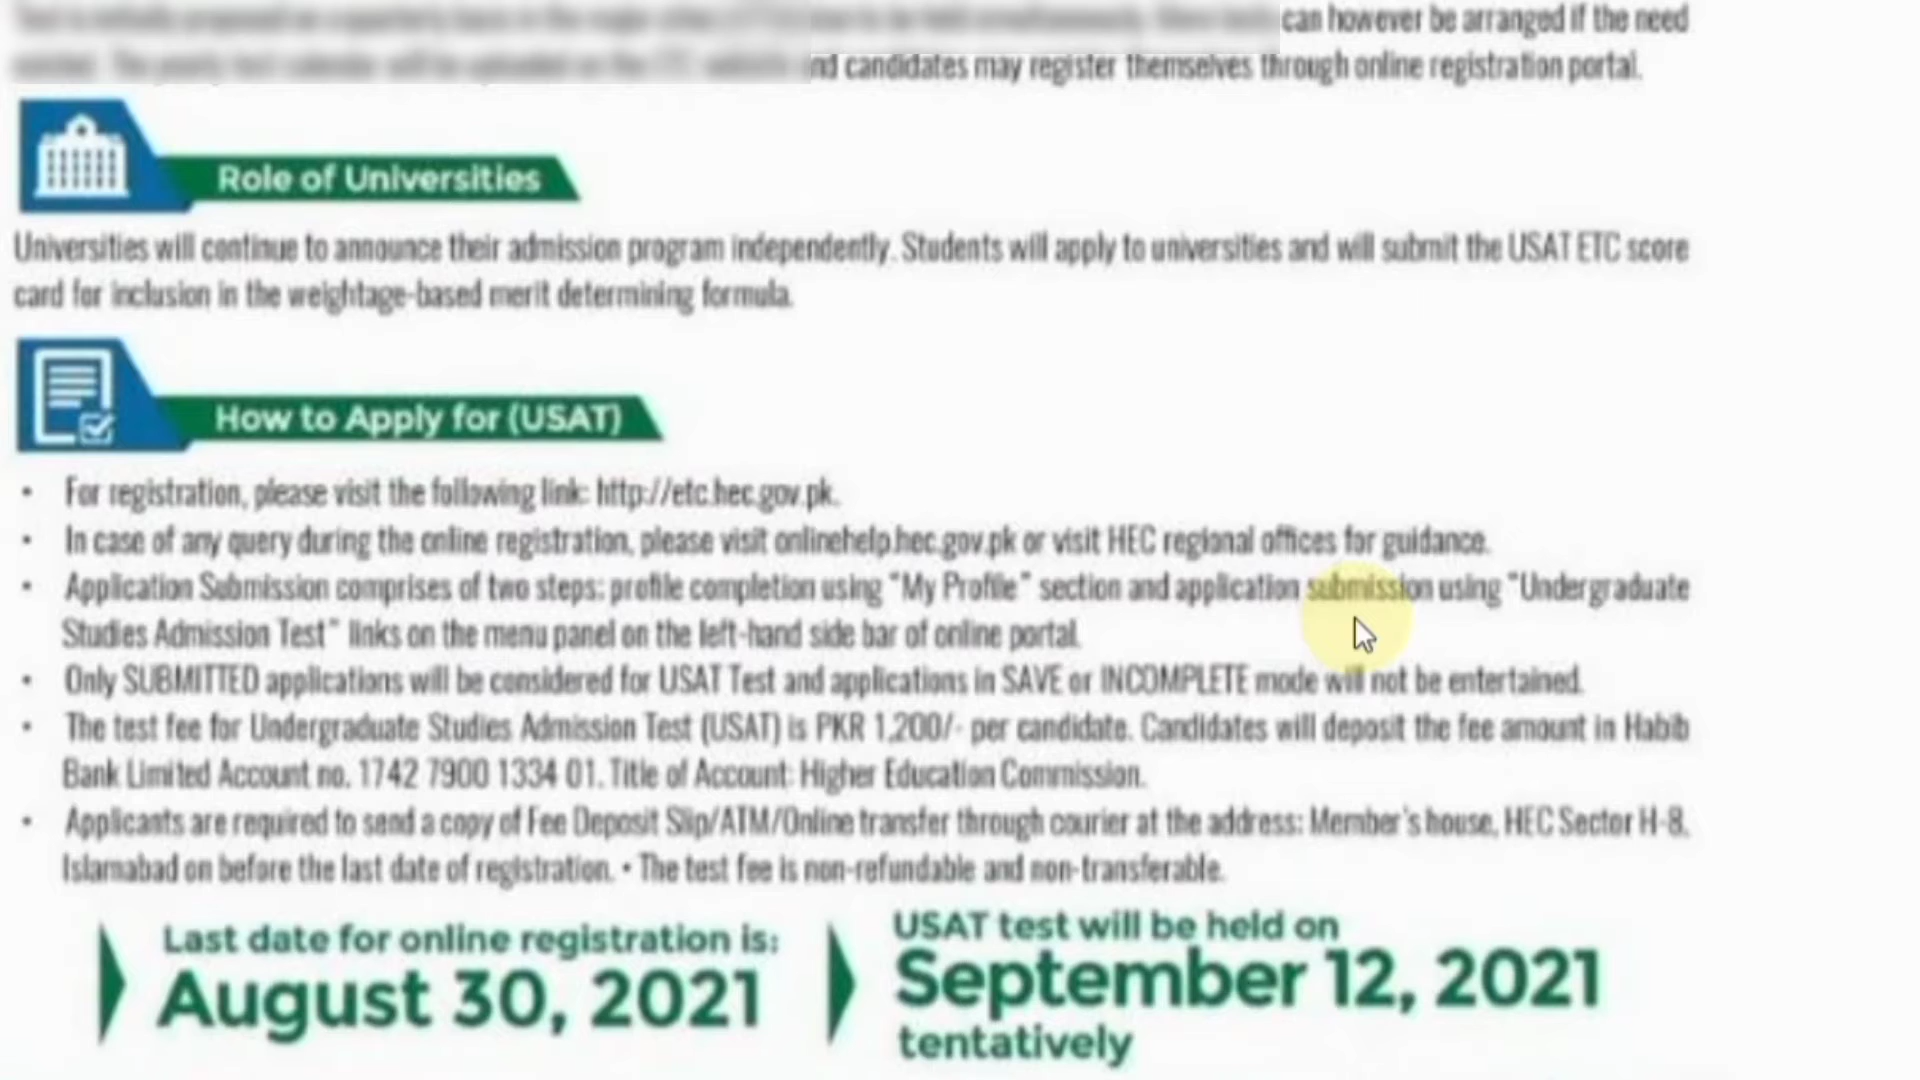 can however be arranged if the need
nd candidates may register themselves through online registration portal.
Role of Universities
Universities will continue to announce their admission program independently. Students will apply to universities and will submit the USAT ETC score
card for inclusion in the weightage-based merit determining formula.
How to Apply for (USAT)
• For registration, please visit the following link: http://etc.hec.gov.pk.
• In case of any query during the online registration, please visit onlinehelp.hec.gov.pk or visit HEC regional offices for guidance.
• Application Submission comprises of two steps: profile completion using "My Profile" section and application submission using "Undergraduate
Studies Admission Test" links on the menu panel on the left-hand side bar of online portal.
• Only SUBMITTED applications will be considered for USAT Test and applications in SAVE or INCOMPLETE mode will not be entertained.
• The test fee for Undergraduate Studies Admission Test (USAT) is PKR 1,200/- per candidate. Candidates will deposit the fee amount in Habib
Bank Limited Account no. 1742 7900 1334 01. Title of Account: Higher Education Commission.
• Applicants are required to send a copy of Fee Deposit Slip/ATM/Online transfer through courier at the address: Member's house, HEC Sector H-8,
Islamabad on before the last date of registration. • The test fee is non-refundable and non-transferable.
Last date for online registration is:
August 30, 2021
USAT test will be held on
September 12, 2021
tentatively